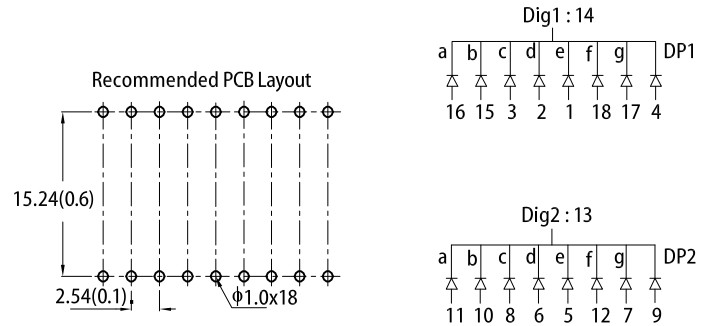 Recommended PCB Layout
15.24(0.6)
2.54(0.1)
ϕ1.0x18
Dig1 : 14
a b c d e f g DP1
16 15 3 2 1 18 17 4
Dig2 : 13
a b c d e f g DP2
11 10 8 6 5 12 7 9